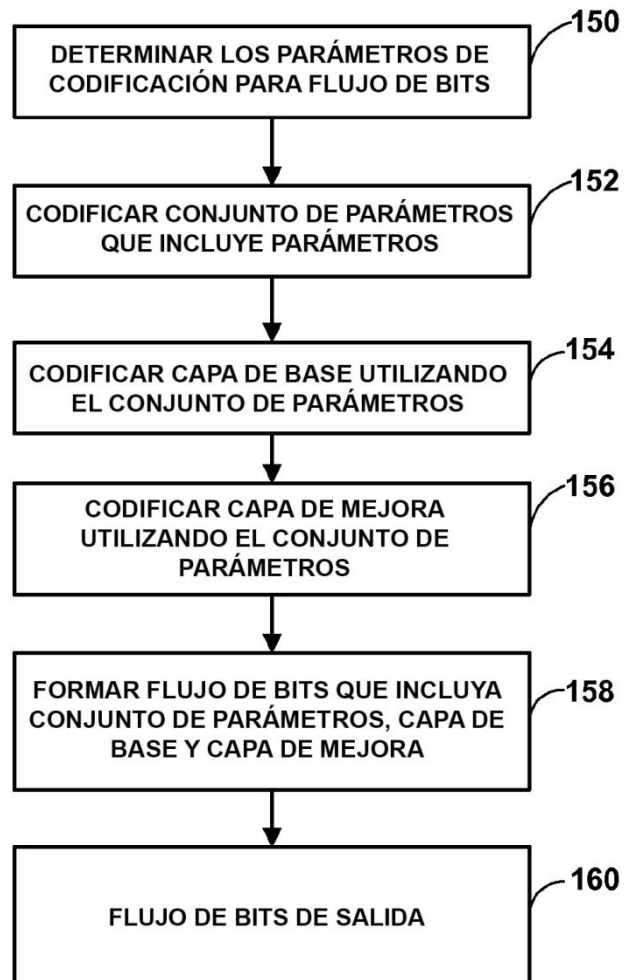 150
DETERMINAR LOS PARÁMETROS DE
CODIFICACIÓN PARA FLUJO DE BITS
152
CODIFICAR CONJUNTO DE PARÁMETROS
QUE INCLUYE PARÁMETROS
154
CODIFICAR CAPA DE BASE UTILIZANDO
EL CONJUNTO DE PARÁMETROS
156
CODIFICAR CAPA DE MEJORA
UTILIZANDO EL CONJUNTO DE
PARÁMETROS
158
FORMAR FLUJO DE BITS QUE INCLUYA
CONJUNTO DE PARÁMETROS, CAPA DE
BASE Y CAPA DE MEJORA
160
FLUJO DE BITS DE SALIDA